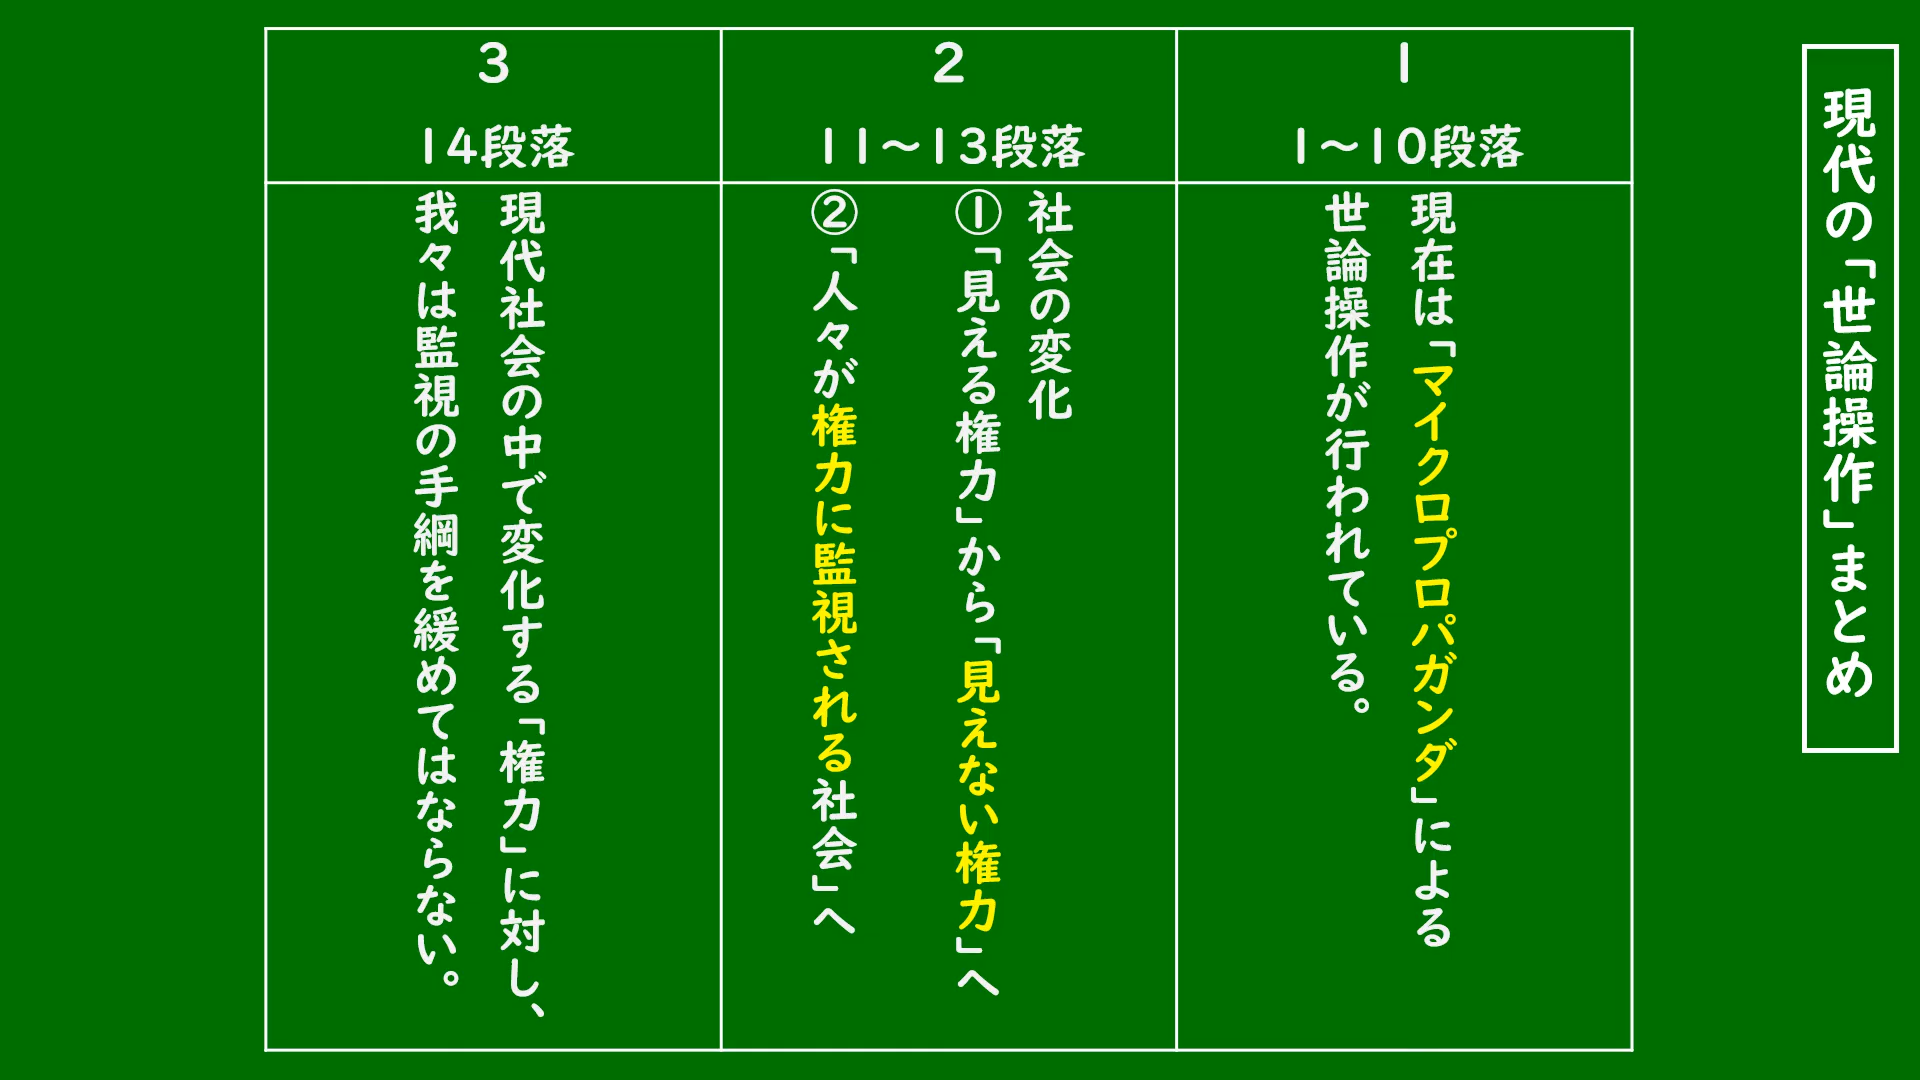 現代の「世論操作」まとめ
1
1〜10段落
現在は「マイクロプロパガンダ」による
世論操作が行われている。
2
11〜13段落
社会の変化
①「見える権力」から「見えない権力」へ
②「人々が権力に監視される社会」へ
3
14段落
現代社会の中で変化する「権力」に対し、
我々は監視の手綱を緩めてはならない。